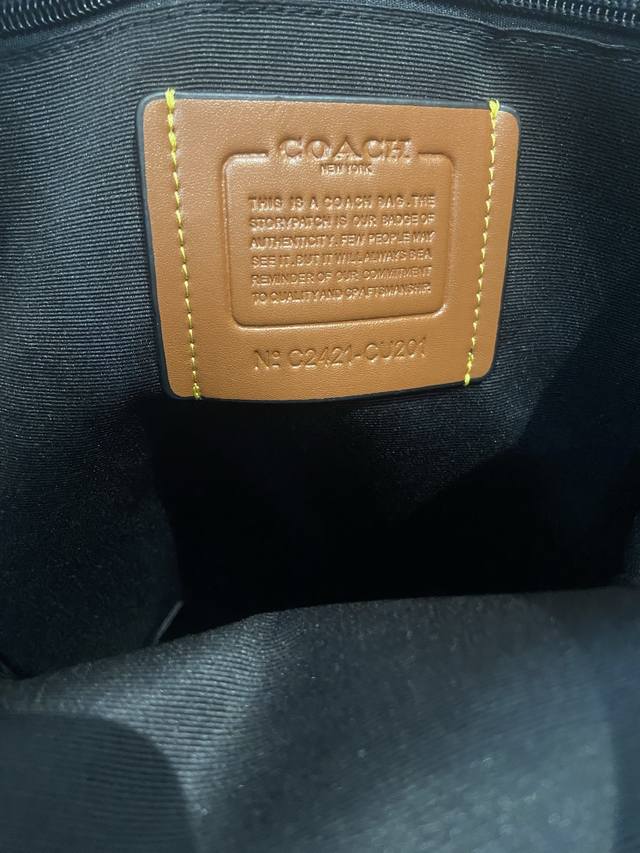 COACH
NEW YORK
THIS IS A COACH BAG. THE
STORYPATCH IS OUR BADGE OF
AUTHENTICITY. FEW PEOPLE MAY
SEE IT. BUT IT WILL ALWAYS BE A
REMINDER OF OUR COMMITMENT
TO QUALITY AND CRAFTSMANSHIP.
Nº C2421-CU201